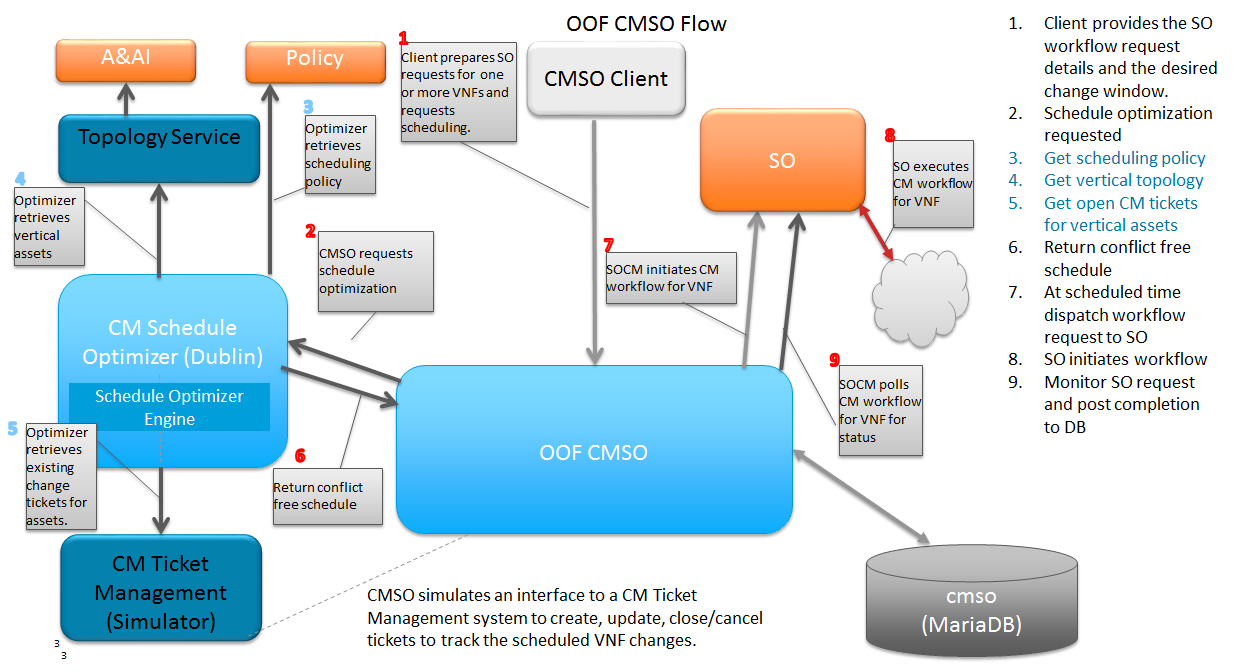 OOF CMSO Flow
A&AI
Policy
1
Client prepares SO
requests for one
or more VNFs and
requests
scheduling.
CMSO Client
Topology Service
3
Optimizer
retrieves
scheduling
policy
SO
8
SO executes
CM workflow
for VNF
4
Optimizer
retrieves
vertical
assets
2
CMSO requests
schedule
optimization
7
SOCM initiates CM
workflow for VNF
CM Schedule
Optimizer (Dublin)
Schedule Optimizer
Engine
9
SOCM polls
CM workflow
for VNF for
status
5
Optimizer
retrieves
existing
change
tickets for
assets.
6
Return conflict
free schedule
OOF CMSO
CM Ticket
Management
(Simulator)
CMSO simulates an interface to a CM Ticket
Management system to create, update, close/cancel
tickets to track the scheduled VNF changes.
cmso
(MariaDB)
3
3
1. Client provides the SO
workflow request
details and the desired
change window.
2. Schedule optimization
requested
3. Get scheduling policy
4. Get vertical topology
5. Get open CM tickets
for vertical assets
6. Return conflict free
schedule
7. At scheduled time
dispatch workflow
request to SO
8. SO initiates workflow
9. Monitor SO request
and post completion
to DB